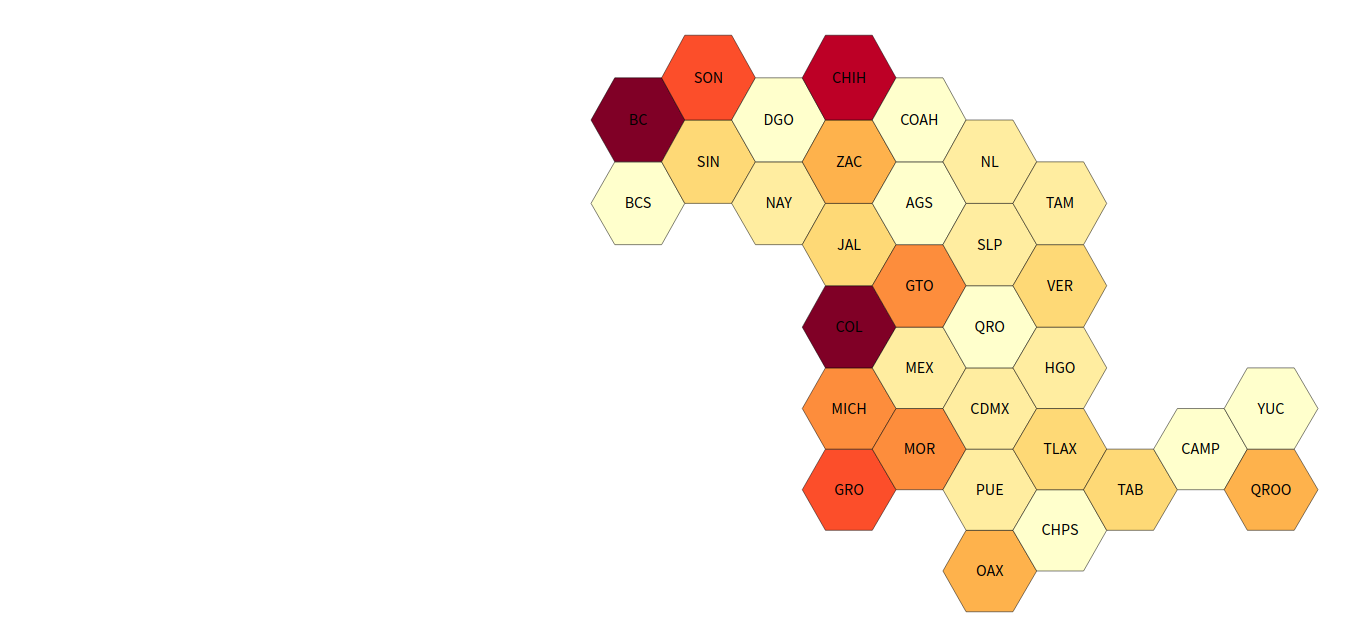 SON
CHIH
BC
DGO
COAH
SIN
ZAC
NL
BCS
NAY
AGS
TAM
JAL
SLP
GTO
VER
COL
QRO
MEX
HGO
MICH
CDMX
YUC
MOR
TLAX
CAMP
GRO
PUE
TAB
QROO
CHPS
OAX